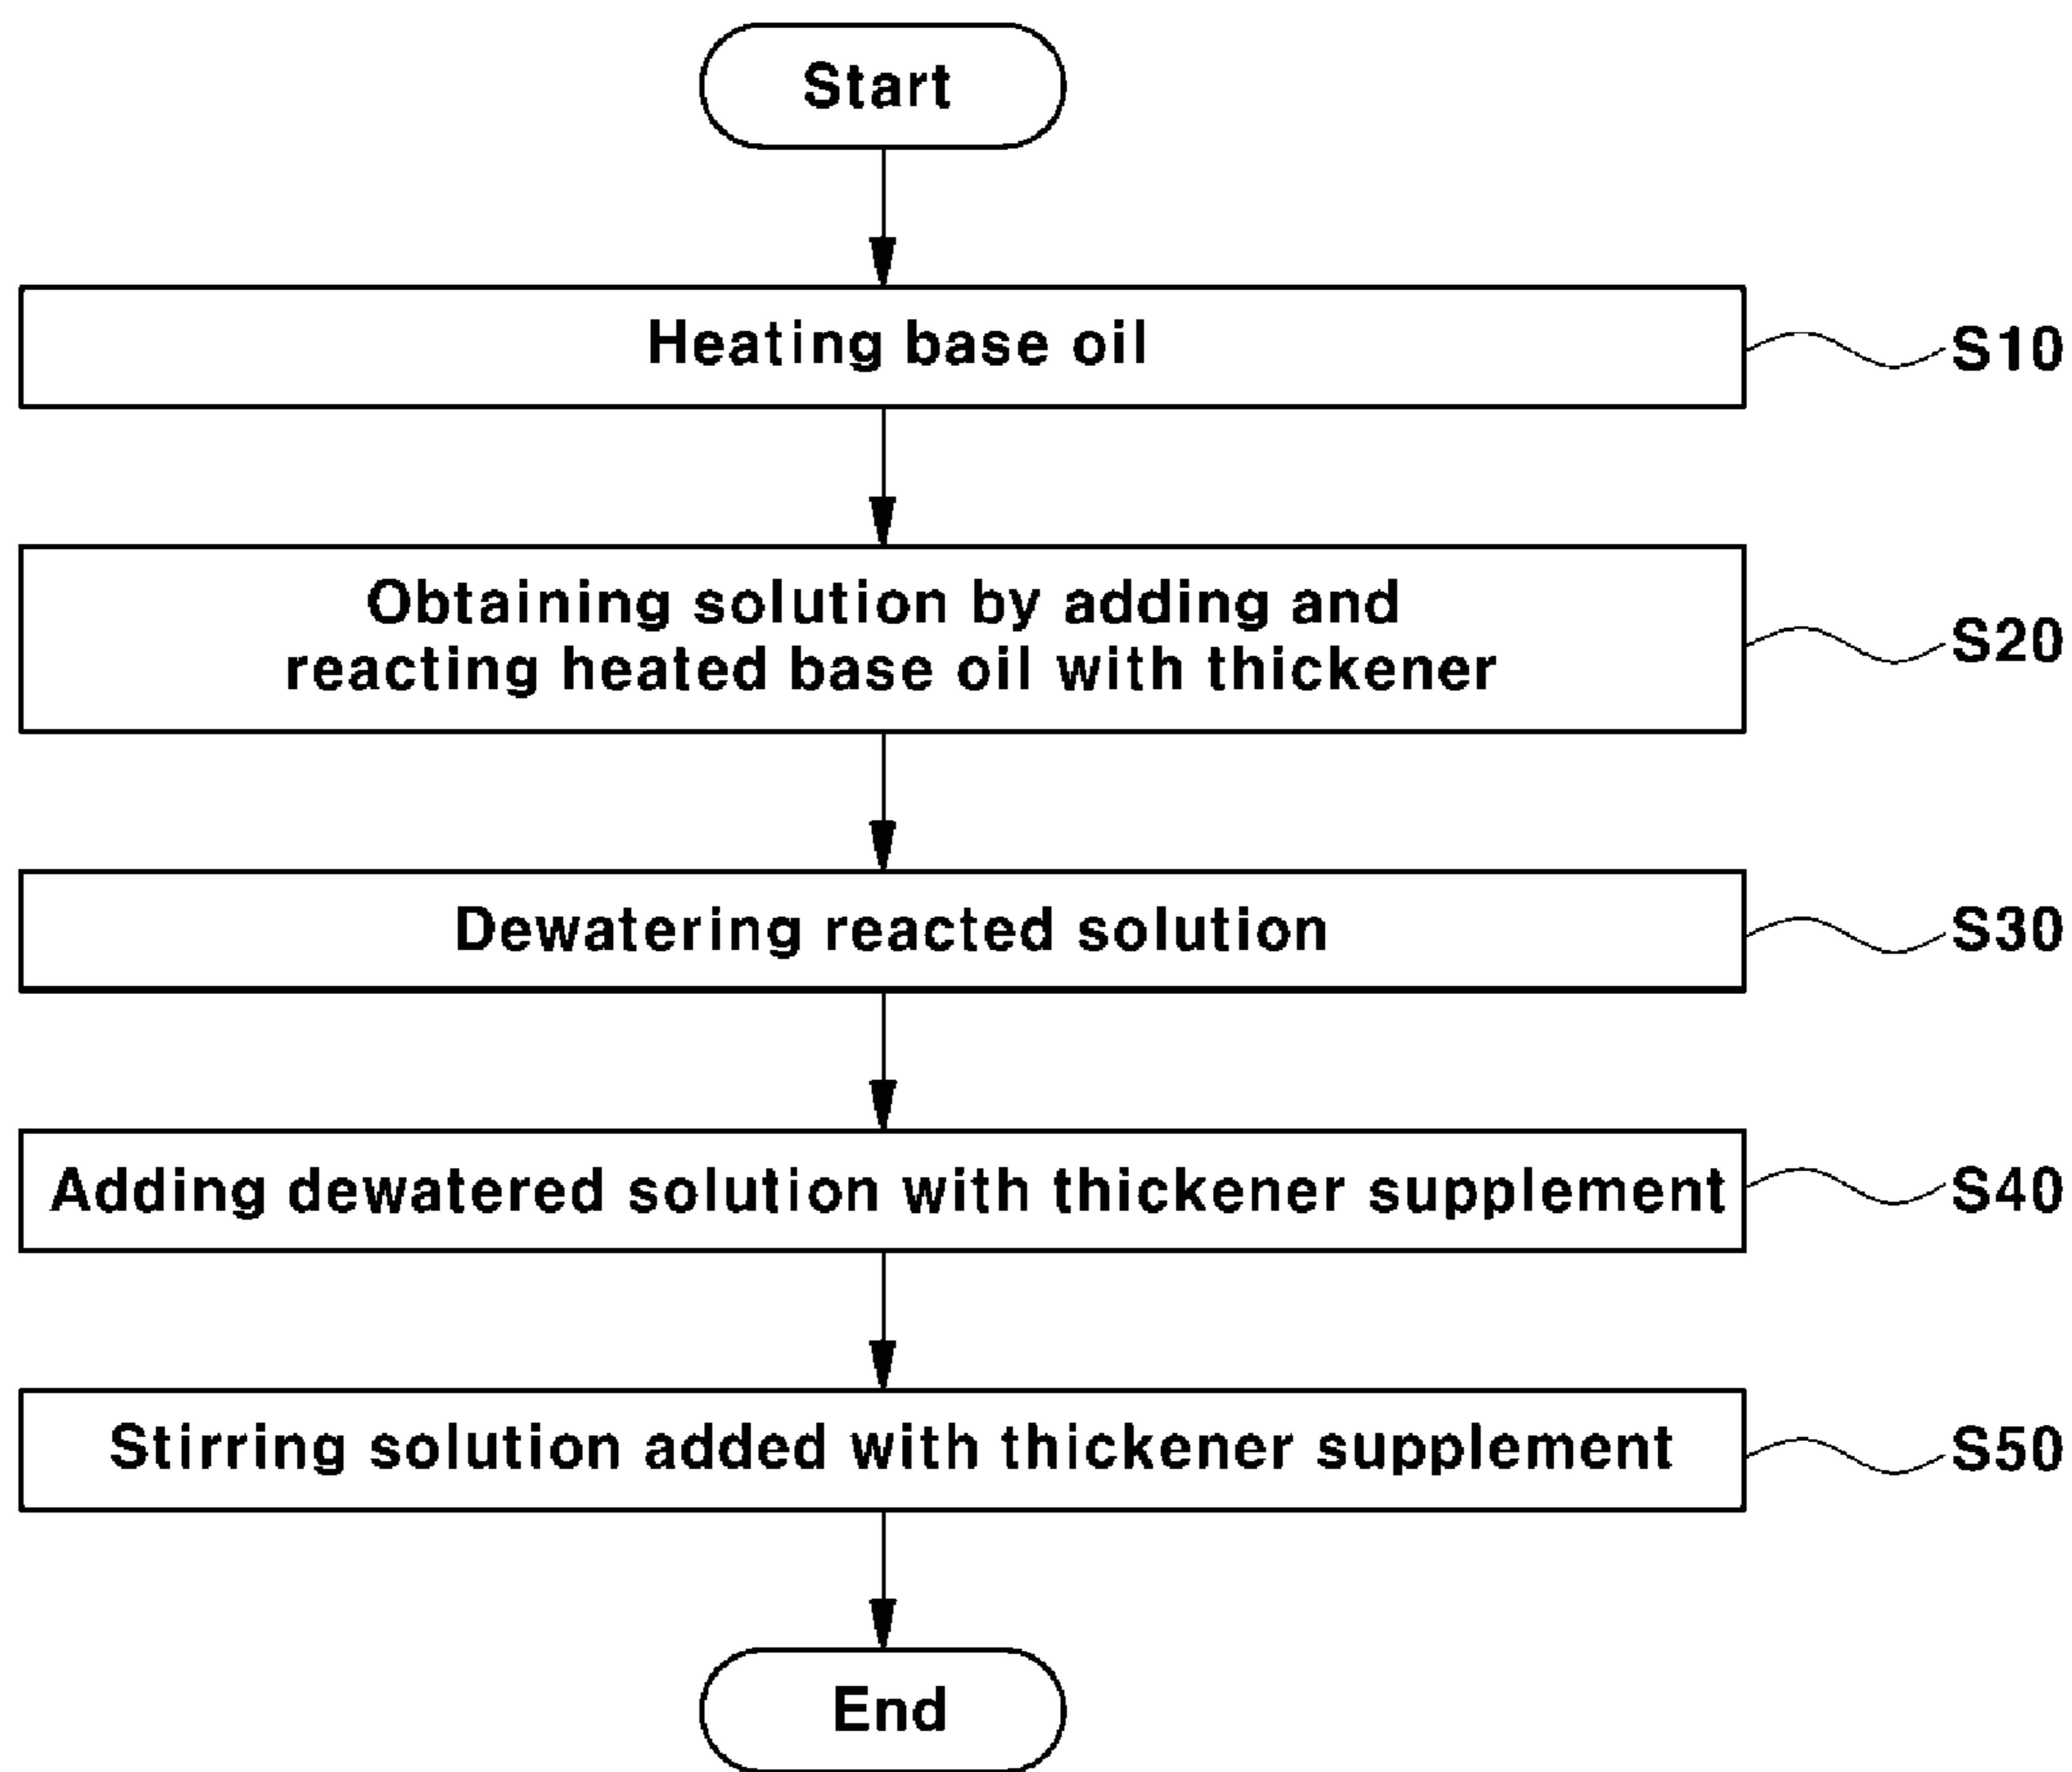 Start
Heating base oil
S10
Obtaining solution by adding and
reacting heated base oil with thickener
S20
Dewatering reacted solution
S30
Adding dewatered solution with thickener supplement
S40
Stirring solution added with thickener supplement
S50
End